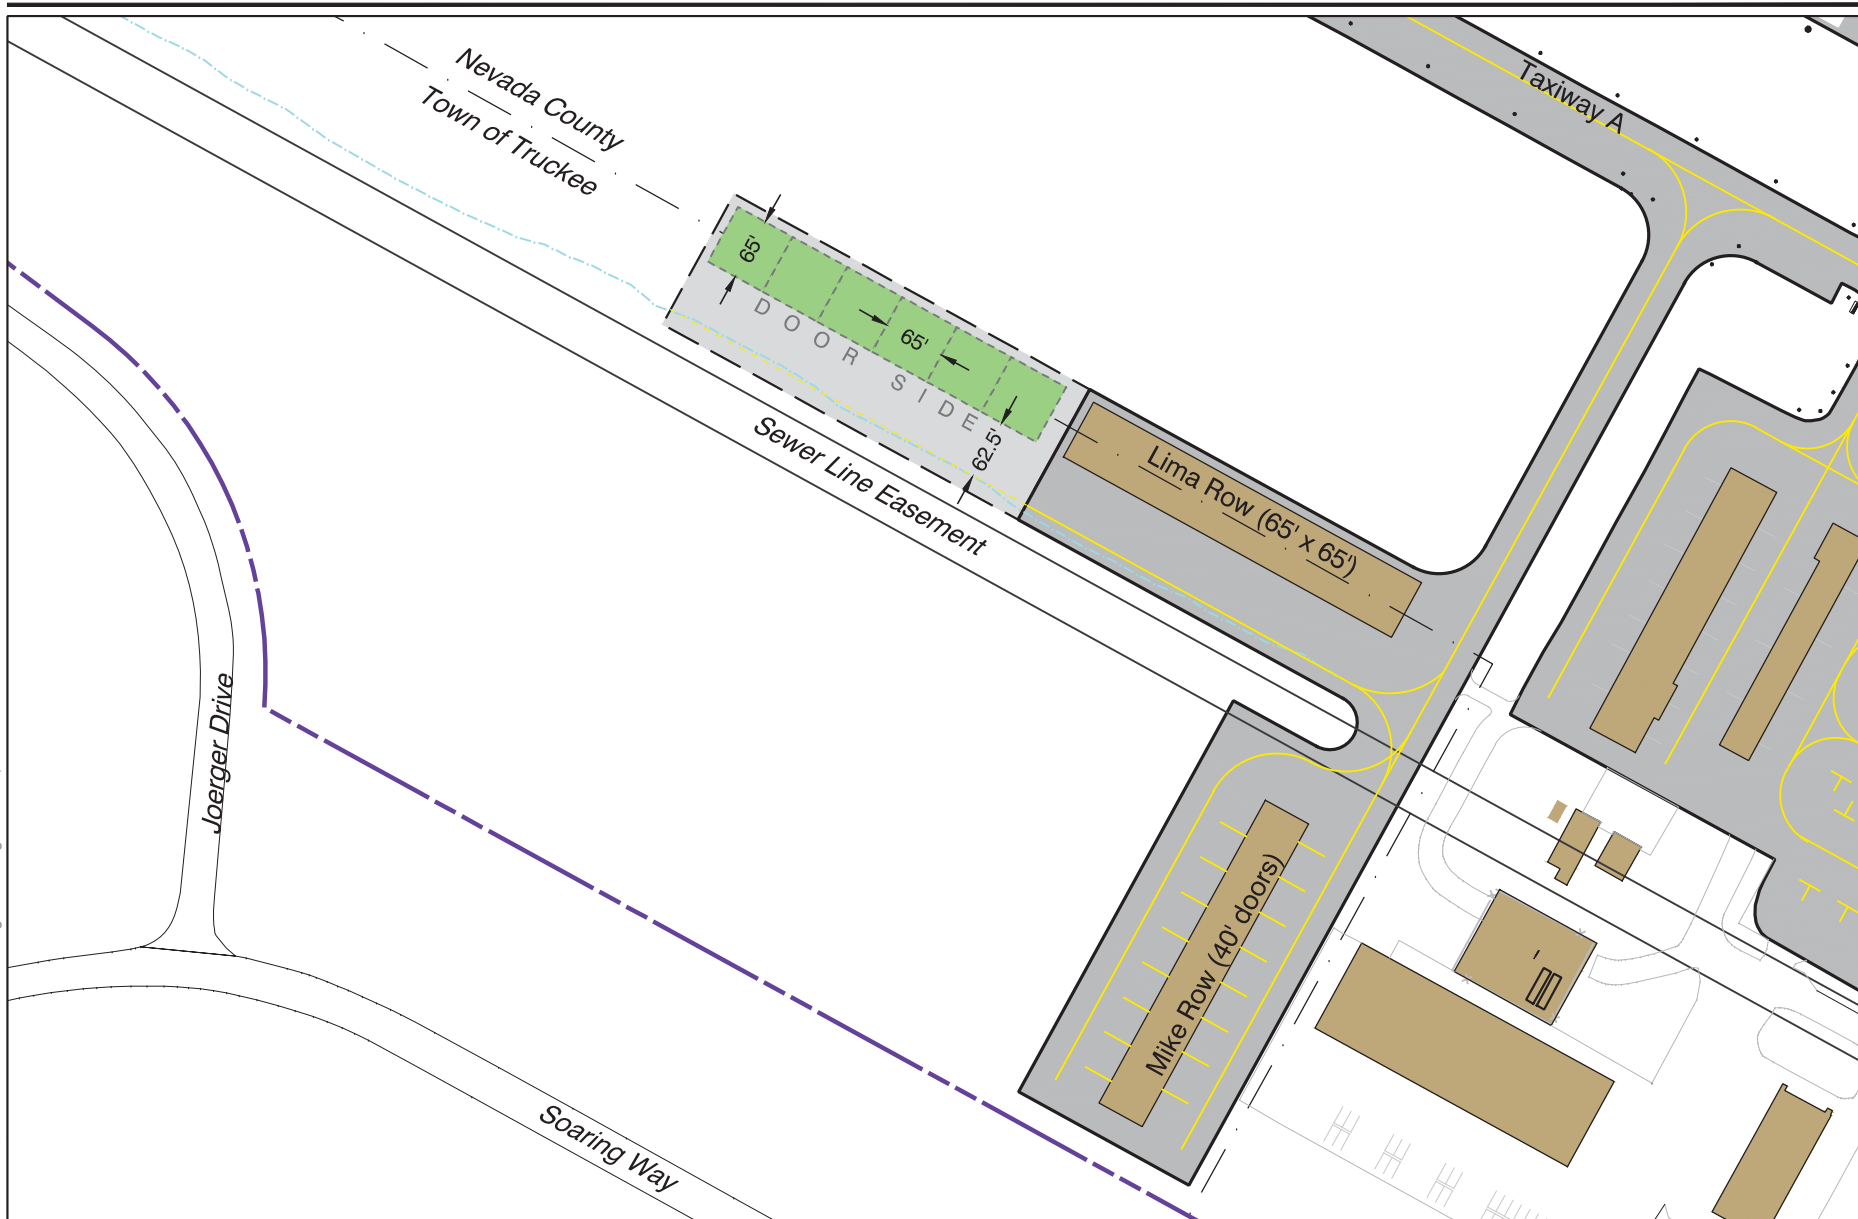 Nevada County
Town of Truckee
Taxiway A
65'
65'
DOOR SIDE
62.5'
Sewer Line Easement
Lima Row (65' x 65')
Joerger Drive
Mike Row (40' doors)
Soaring Way